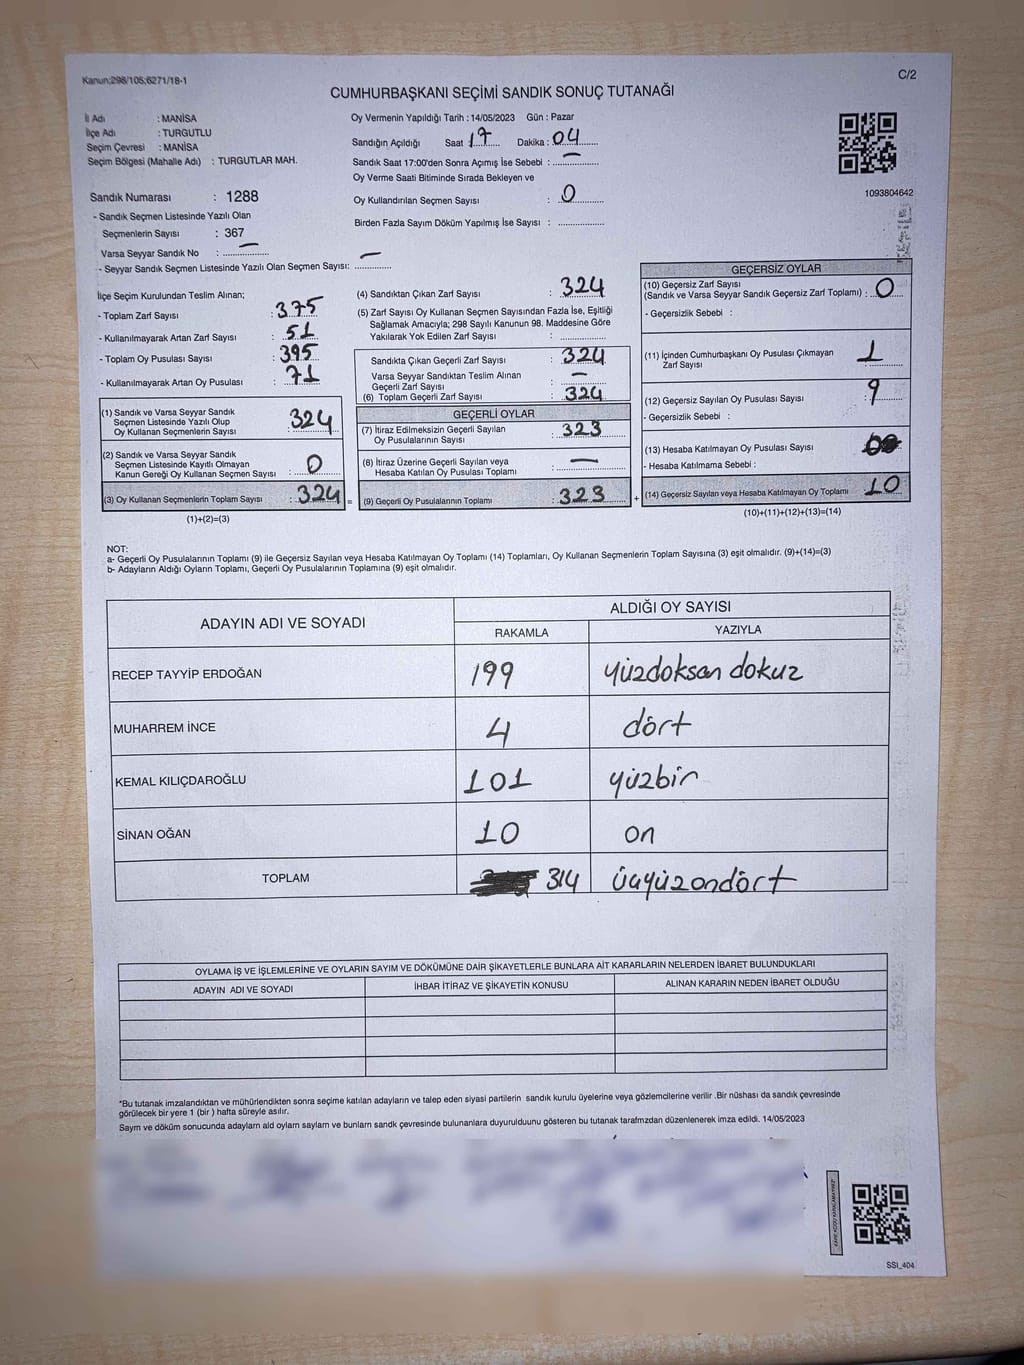 Kanun:298/105;6271/18-1
C/2
CUMHURBAŞKANI SEÇİMİ SANDIK SONUÇ TUTANAĞI
İl Adı : MANİSA
İlçe Adı : TURGUTLU
Seçim Çevresi : MANİSA
Seçim Bölgesi (Mahalle Adı) : TURGUTLAR MAH.
Sandık Numarası : 1288
- Sandık Seçmen Listesinde Yazılı Olan
Seçmenlerin Sayısı : 367
Varsa Seyyar Sandık No : —
- Seyyar Sandık Seçmen Listesinde Yazılı Olan Seçmen Sayısı: —
Oy Vermenin Yapıldığı Tarih : 14/05/2023 Gün : Pazar
Sandığın Açıldığı Saat 17 Dakika : 04
Sandık Saat 17:00'den Sonra Açımış İse Sebebi : —
Oy Verme Saati Bitiminde Sırada Bekleyen ve
Oy Kullandırılan Seçmen Sayısı : 0
Birden Fazla Sayım Döküm Yapılmış İse Sayısı :
1093804642
İlçe Seçim Kurulundan Teslim Alınan;
- Toplam Zarf Sayısı : 375
- Kullanılmayarak Artan Zarf Sayısı : 51
- Toplam Oy Pusulası Sayısı : 395
- Kullanılmayarak Artan Oy Pusulası : 71
(1) Sandık ve Varsa Seyyar Sandık
Seçmen Listesinde Yazılı Olup
Oy Kullanan Seçmenlerin Sayısı : 324
(2) Sandık ve Varsa Seyyar Sandık
Seçmen Listesinde Kayıtlı Olmayan
Kanun Gereği Oy Kullanan Seçmen Sayısı : 0
(3) Oy Kullanan Seçmenlerin Toplam Sayısı : 324
(1)+(2)=(3)
(4) Sandıktan Çıkan Zarf Sayısı : 324
(5) Zarf Sayısı Oy Kullanan Seçmen Sayısından Fazla İse, Eşitliği
Sağlamak Amacıyla; 298 Sayılı Kanunun 98. Maddesine Göre
Yakılarak Yok Edilen Zarf Sayısı :
Sandıkta Çıkan Geçerli Zarf Sayısı : 324
Varsa Seyyar Sandıktan Teslim Alınan
Geçerli Zarf Sayısı : —
(6) Toplam Geçerli Zarf Sayısı : 324
GEÇERLİ OYLAR
(7) İtiraz Edilmeksizin Geçerli Sayılan
Oy Pusulalarının Sayısı : 323
(8) İtiraz Üzerine Geçerli Sayılan veya
Hesaba Katılan Oy Pusulası Toplamı : —
= (9) Geçerli Oy Pusulalarının Toplamı : 323 +
GEÇERSİZ OYLAR
(10) Geçersiz Zarf Sayısı
(Sandık ve Varsa Seyyar Sandık Geçersiz Zarf Toplamı) : 0
- Geçersizlik Sebebi :
(11) İçinden Cumhurbaşkanı Oy Pusulası Çıkmayan
Zarf Sayısı : 1
(12) Geçersiz Sayılan Oy Pusulası Sayısı : 9
- Geçersizlik Sebebi :
(13) Hesaba Katılmayan Oy Pusulası Sayısı
- Hesaba Katılmama Sebebi :
(14) Geçersiz Sayılan veya Hesaba Katılmayan Oy Toplamı : 10
(10)+(11)+(12)+(13)=(14)
NOT:
a- Geçerli Oy Pusulalarının Toplamı (9) ile Geçersiz Sayılan veya Hesaba Katılmayan Oy Toplamı (14) Toplamları, Oy Kullanan Seçmenlerin Toplam Sayısına (3) eşit olmalıdır. (9)+(14)=(3)
b- Adayların Aldığı Oyların Toplamı, Geçerli Oy Pusulalarının Toplamına (9) eşit olmalıdır.
ADAYIN ADI VE SOYADI
ALDIĞI OY SAYISI
RAKAMLA YAZIYLA
RECEP TAYYİP ERDOĞAN 199 yüzdoksan dokuz
MUHARREM İNCE 4 dört
KEMAL KILIÇDAROĞLU 101 yüzbir
SİNAN OĞAN 10 on
TOPLAM 314 üçyüzondört
OYLAMA İŞ VE İŞLEMLERİNE VE OYLARIN SAYIM VE DÖKÜMÜNE DAİR ŞİKAYETLERLE BUNLARA AİT KARARLARIN NELERDEN İBARET BULUNDUKLARI
ADAYIN ADI VE SOYADI İHBAR İTİRAZ VE ŞİKAYETİN KONUSU ALINAN KARARIN NEDEN İBARET OLDUĞU
*Bu tutanak imzalandıktan ve mühürlendikten sonra seçime katılan adayların ve talep eden siyasi partilerin sandık kurulu üyelerine veya gözlemcilerine verilir .Bir nüshası da sandık çevresinde
görülecek bir yere 1 (bir ) hafta süreyle asılır.
Sayım ve döküm sonucunda adaylarn ald oylarn saylarn ve bunlarn sandk çevresinde bulunanlara duyurulduunu gösteren bu tutanak tarafmzdan düzenlenerek imza edildi. 14/05/2023
SSI_404